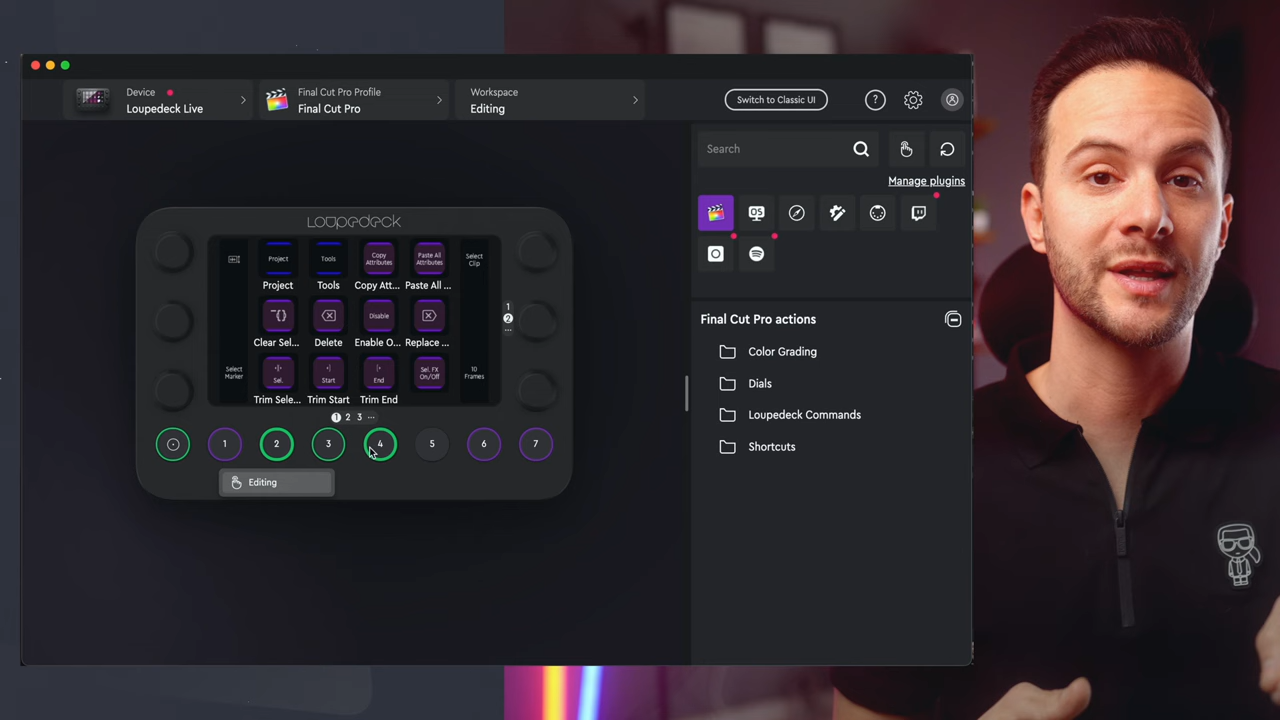 Device
Loupedeck Live
Final Cut Pro Profile
Final Cut Pro
Workspace
Editing
Switch to Classic UI
?
Search
Manage plugins
QS
Final Cut Pro actions
Color Grading
Dials
Loupedeck Commands
Shortcuts
Loupedeck
Project
Tools
Copy Attributes
Paste All Attributes
Select Clip
Project
Tools
Copy Att...
Paste All ...
Disable
1
2
...
Clear Sel...
Delete
Enable O...
Replace ...
Select Marker
Sel.
Start
End
Sel. FX On/Off
10 Frames
Trim Sele...
Trim Start
Trim End
1 2 3 ...
1 2 3 4 5 6 7
Editing